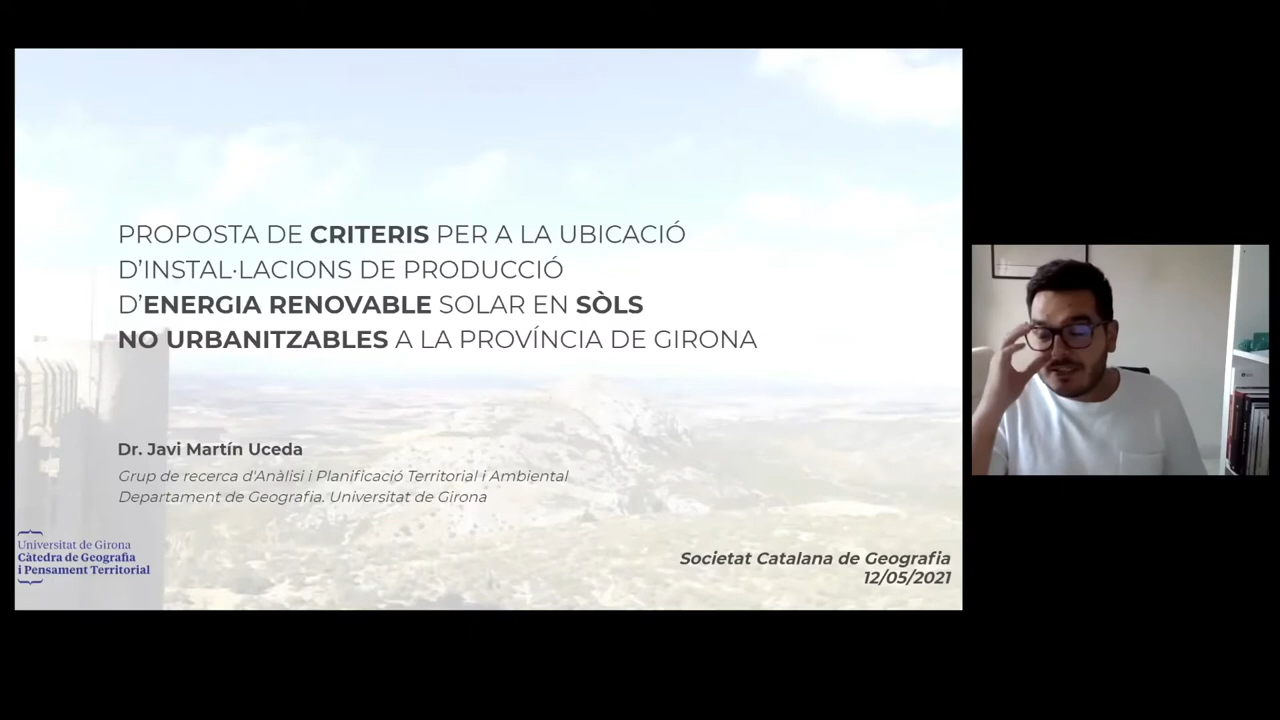 PROPOSTA DE CRITERIS PER A LA UBICACIÓ
D'INSTAL·LACIONS DE PRODUCCIÓ
D'ENERGIA RENOVABLE SOLAR EN SÒLS
NO URBANITZABLES A LA PROVÍNCIA DE GIRONA
Dr. Javi Martín Uceda
Grup de recerca d'Anàlisi i Planificació Territorial i Ambiental
Departament de Geografia. Universitat de Girona
Universitat de Girona
Càtedra de Geografia
i Pensament Territorial
Societat Catalana de Geografia
12/05/2021